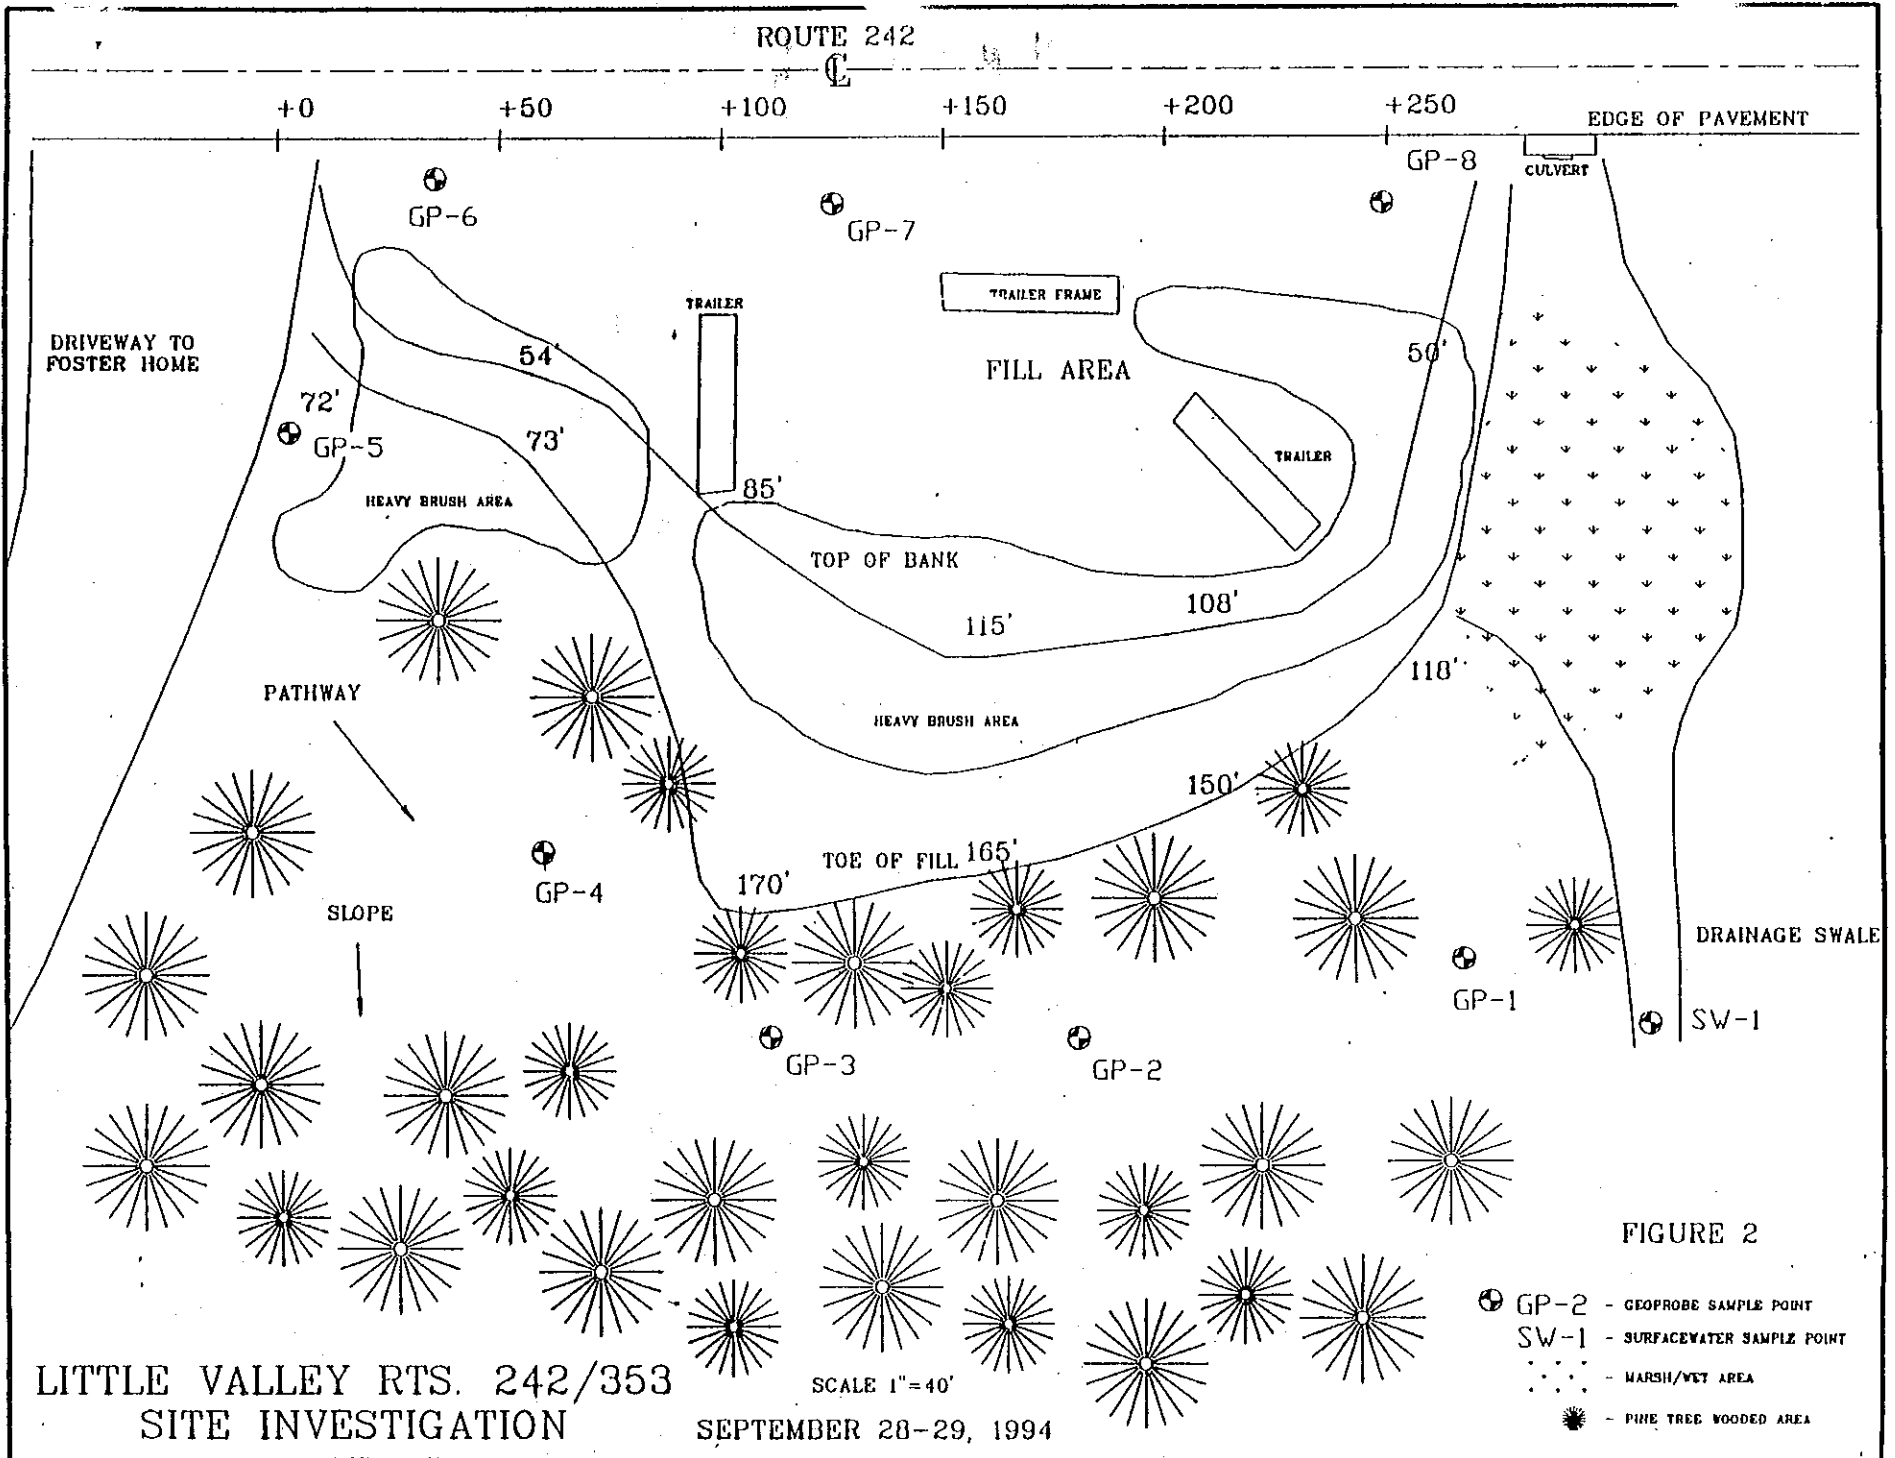 ROUTE 242
℄
+0
+50
+100
+150
+200
+250
EDGE OF PAVEMENT
GP-6
GP-7
GP-8
CULVERT
TRAILER
TRAILER FRAME
DRIVEWAY TO
FOSTER HOME
54'
FILL AREA
50'
72'
GP-5
73'
TRAILER
HEAVY BRUSH AREA
85'
TOP OF BANK
115'
108'
118'
PATHWAY
HEAVY BRUSH AREA
150'
TOE OF FILL
165'
170'
GP-4
SLOPE
DRAINAGE SWALE
GP-1
SW-1
GP-3
GP-2
FIGURE 2
GP-2 - GEOPROBE SAMPLE POINT
SW-1 - SURFACEWATER SAMPLE POINT
- MARSH/WET AREA
- PINE TREE WOODED AREA
LITTLE VALLEY RTS. 242/353
SITE INVESTIGATION
SCALE 1"=40'
SEPTEMBER 28-29, 1994